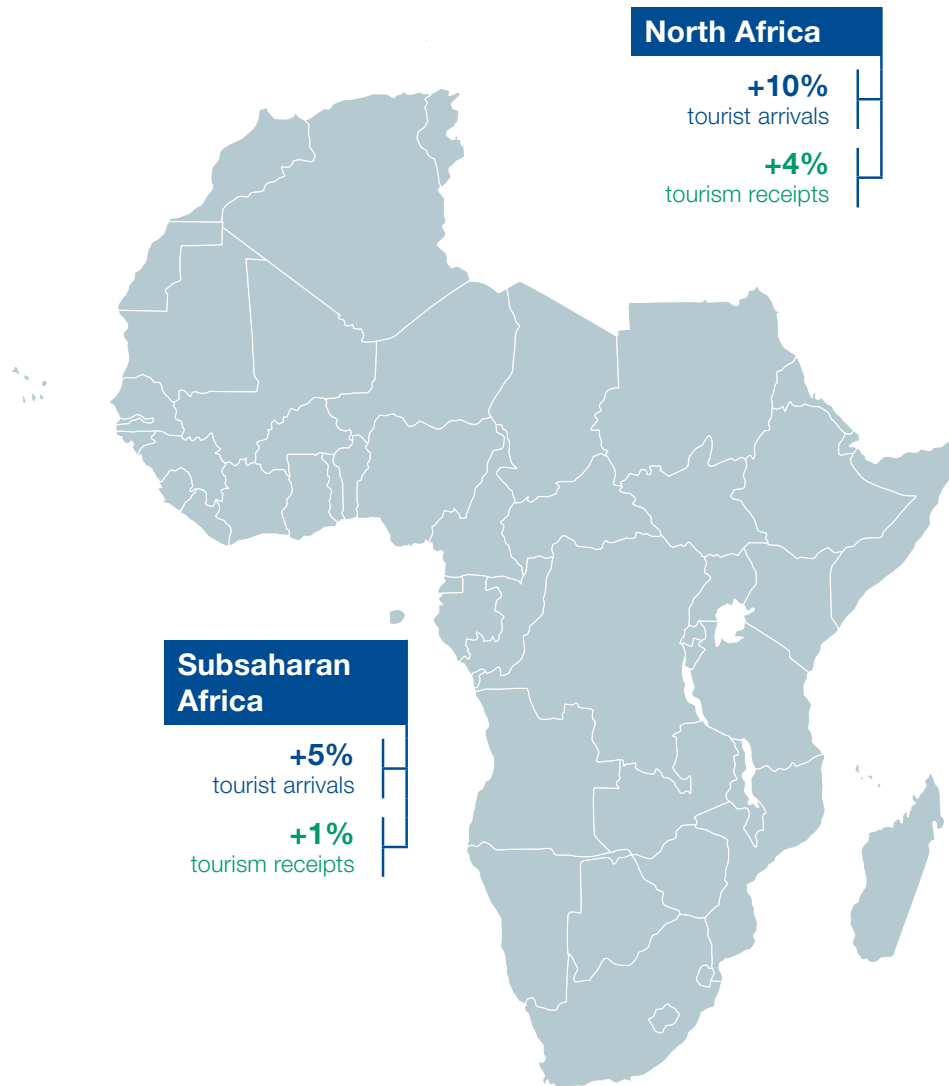 North Africa
+10%
tourist arrivals
+4%
tourism receipts
Subsaharan
Africa
+5%
tourist arrivals
+1%
tourism receipts